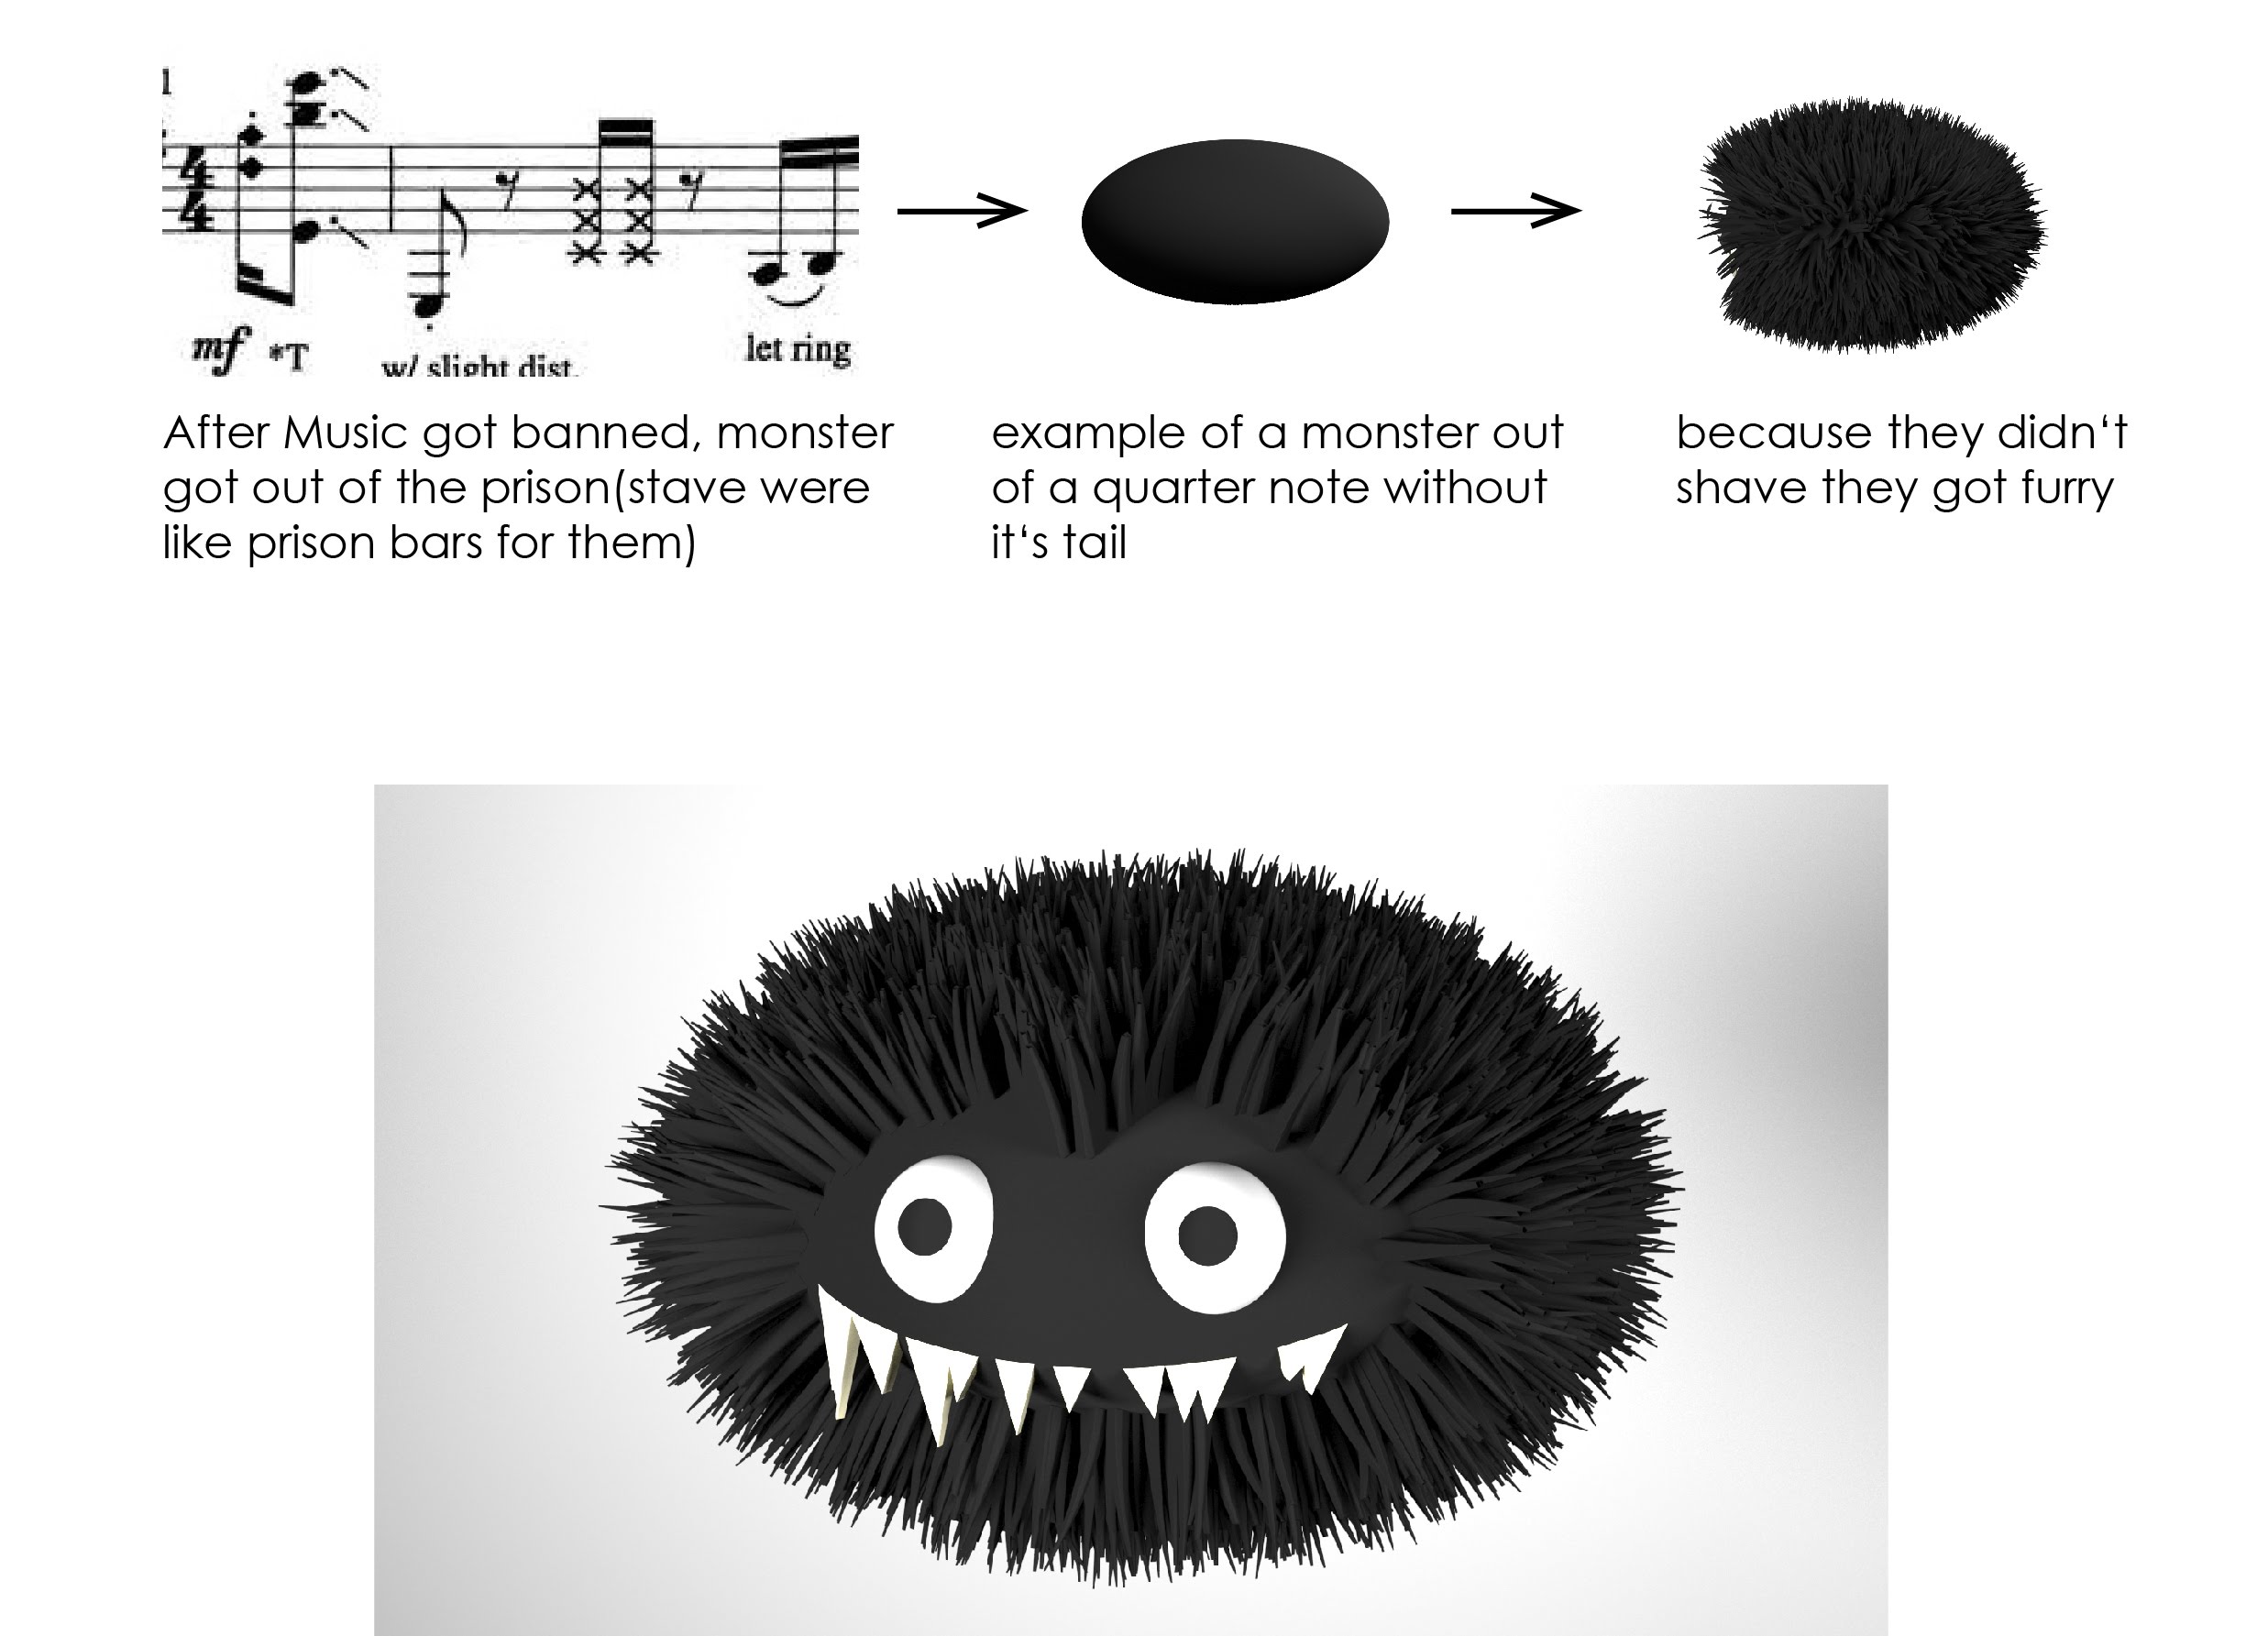 4
4
mf *T
w/ slight dist.
let ring
After Music got banned, monster
got out of the prison(stave were
like prison bars for them)
example of a monster out
of a quarter note without
it‘s tail
because they didn‘t
shave they got furry